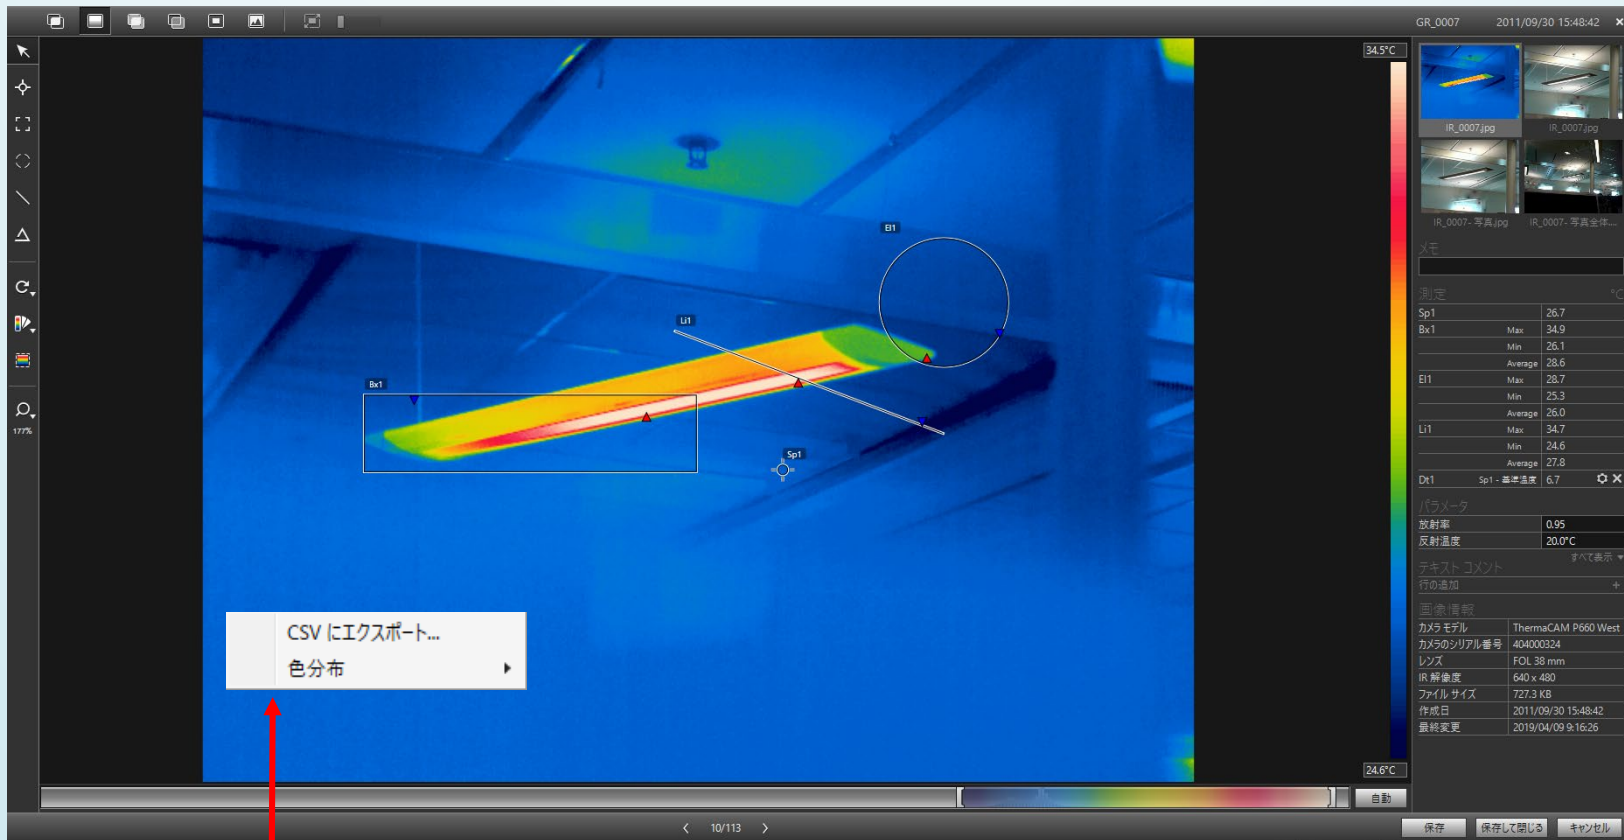 GR_0007 2011/09/30 15:48:42
34.5°C
IR_0007.jpg IR_0007.jpg
IR_0007- 写真.jpg IR_0007- 写真全体....
メモ
測定 °C
Sp1 26.7
Bx1 Max 34.9
Min 26.1
Average 28.6
El1 Max 28.7
Min 25.3
Average 26.0
Li1 Max 34.7
Min 24.6
Average 27.8
Dt1 Sp1 - 基準温度 6.7
パラメータ
放射率 0.95
反射温度 20.0°C
すべて表示
テキスト コメント
行の追加 +
画像情報
カメラ モデル ThermaCAM P660 West
カメラのシリアル番号 404000324
レンズ FOL 38 mm
IR 解像度 640 x 480
ファイル サイズ 727.3 KB
作成日 2011/09/30 15:48:42
最終変更 2019/04/09 9:16:26
El1
Li1
Bx1
Sp1
177%
CSV にエクスポート...
色分布
24.6°C
自動
10/113
保存 保存して閉じる キャンセル